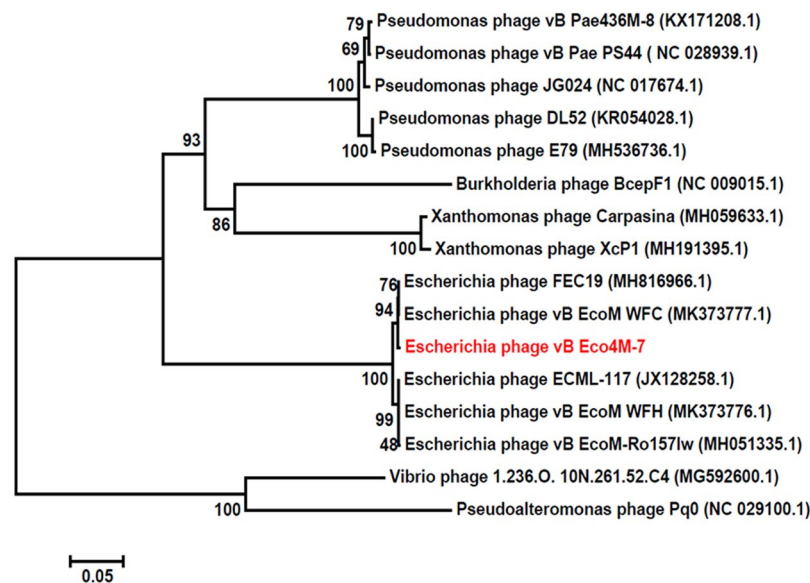 79
Pseudomonas phage vB Pae436M-8 (KX171208.1)
69
Pseudomonas phage vB Pae PS44 ( NC 028939.1)
100
Pseudomonas phage JG024 (NC 017674.1)
Pseudomonas phage DL52 (KR054028.1)
93
100
Pseudomonas phage E79 (MH536736.1)
Burkholderia phage BcepF1 (NC 009015.1)
86
Xanthomonas phage Carpasina (MH059633.1)
100
Xanthomonas phage XcP1 (MH191395.1)
76
Escherichia phage FEC19 (MH816966.1)
94
Escherichia phage vB EcoM WFC (MK373777.1)
Escherichia phage vB Eco4M-7
100
Escherichia phage ECML-117 (JX128258.1)
99
Escherichia phage vB EcoM WFH (MK373776.1)
48
Escherichia phage vB EcoM-Ro157lw (MH051335.1)
Vibrio phage 1.236.O. 10N.261.52.C4 (MG592600.1)
100
Pseudoalteromonas phage Pq0 (NC 029100.1)
0.05